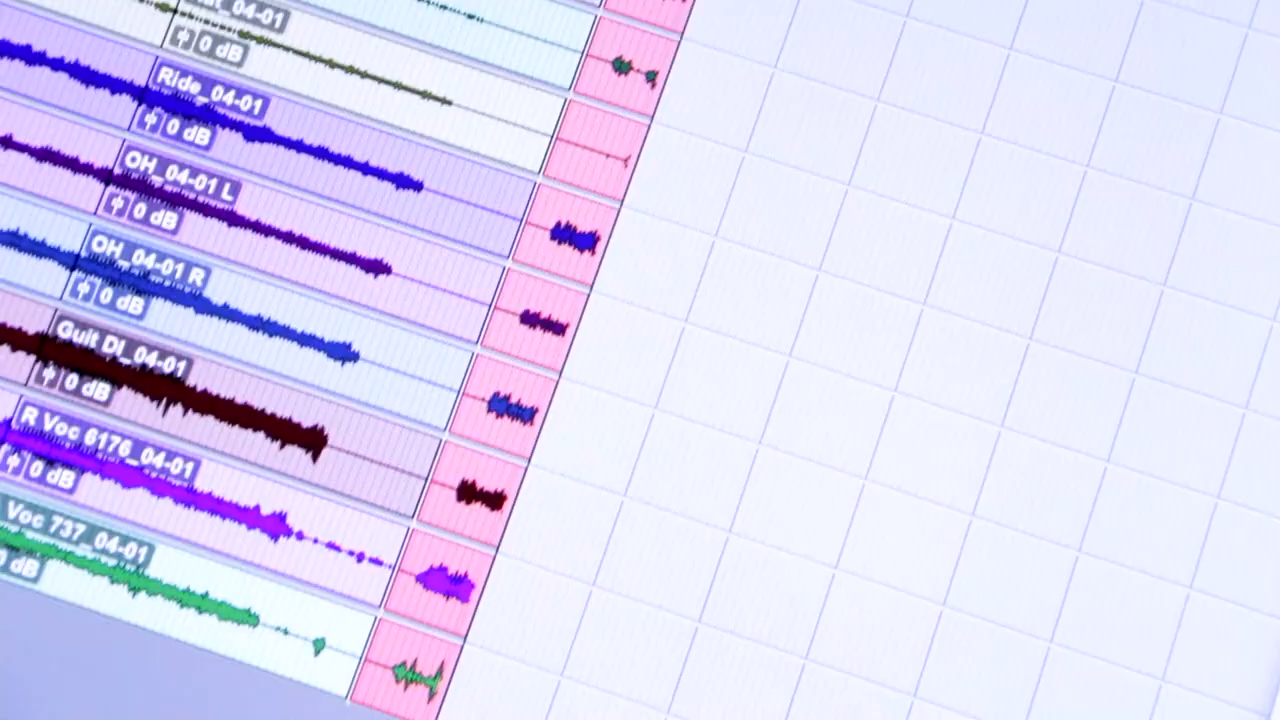 0 dB
Ride_04-01
0 dB
OH_04-01 L
0 dB
OH_04-01 R
0 dB
Guit DI_04-01
0 dB
R Voc 6176_04-01
0 dB
Voc 737_04-01
0 dB